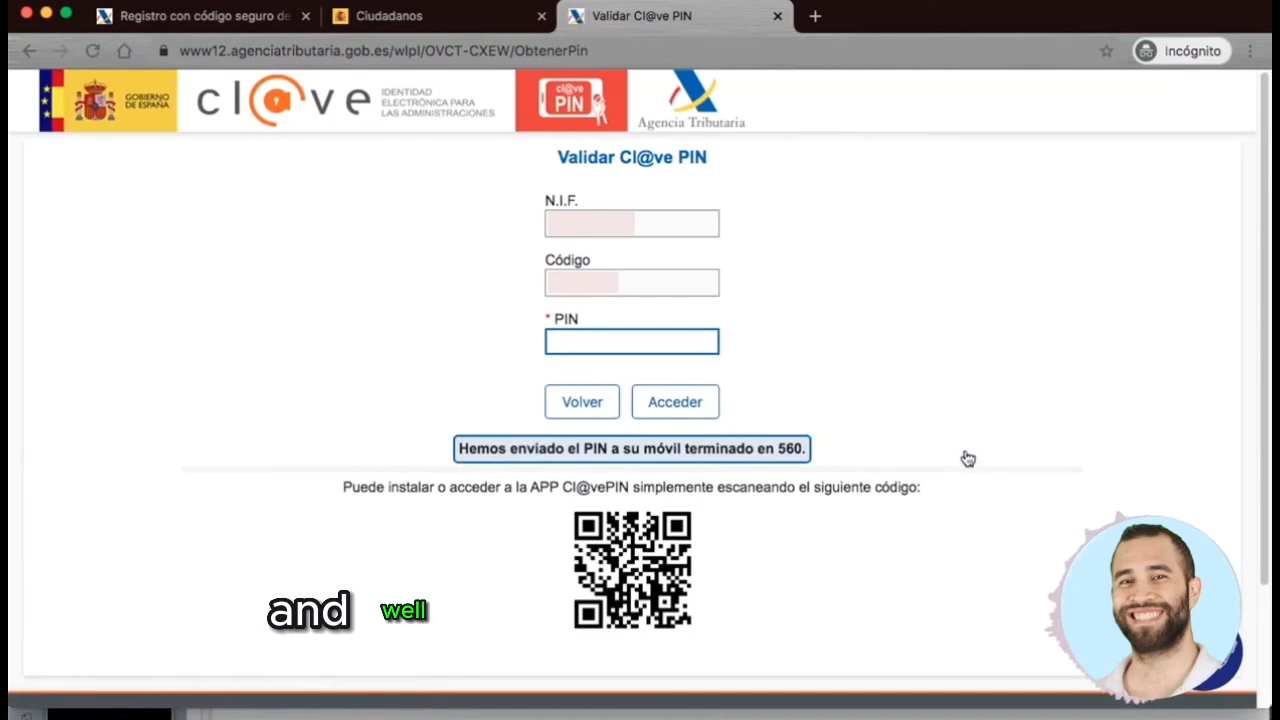 Registro con código seguro de
Ciudadanos
Validar Cl@ve PIN
www12.agenciatributaria.gob.es/wlpl/OVCT-CXEW/ObtenerPin
Incógnito
GOBIERNO
DE ESPAÑA
cl@ve
IDENTIDAD
ELECTRÓNICA PARA
LAS ADMINISTRACIONES
cl@ve
PIN
Agencia Tributaria
Validar Cl@ve PIN
N.I.F.
Código
* PIN
Volver
Acceder
Hemos enviado el PIN a su móvil terminado en 560.
Puede instalar o acceder a la APP Cl@vePIN simplemente escaneando el siguiente código:
and well